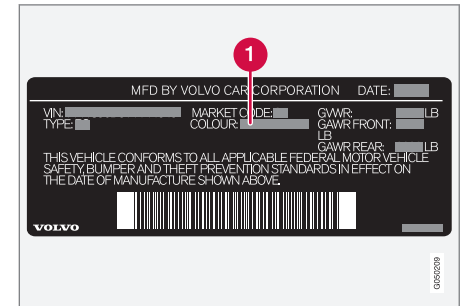 1
MFD BY VOLVO CAR CORPORATION DATE:
VIN: MARKET CODE: GVWR: LB
TYPE: COLOUR: GAWR FRONT:
LB
GAWR REAR: LB
THIS VEHICLE CONFORMS TO ALL APPLICABLE FEDERAL MOTOR VEHICLE
SAFETY, BUMPER AND THEFT PREVENTION STANDARDS IN EFFECT ON
THE DATE OF MANUFACTURE SHOWN ABOVE.
VOLVO
G050209